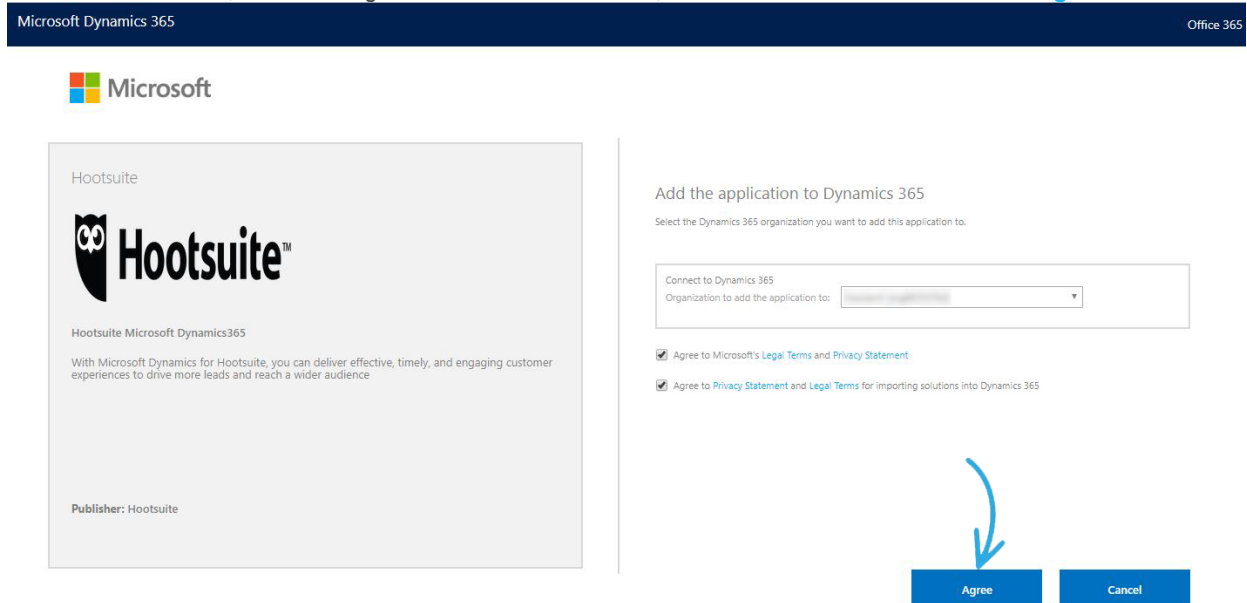 Microsoft Dynamics 365
Office 365
Microsoft
Hootsuite
Hootsuite™
Hootsuite Microsoft Dynamics365
With Microsoft Dynamics for Hootsuite, you can deliver effective, timely, and engaging customer
experiences to drive more leads and reach a wider audience
Publisher: Hootsuite
Add the application to Dynamics 365
Select the Dynamics 365 organization you want to add this application to.
Connect to Dynamics 365
Organization to add the application to:
Agree to Microsoft's Legal Terms and Privacy Statement
Agree to Privacy Statement and Legal Terms for importing solutions into Dynamics 365
Agree
Cancel